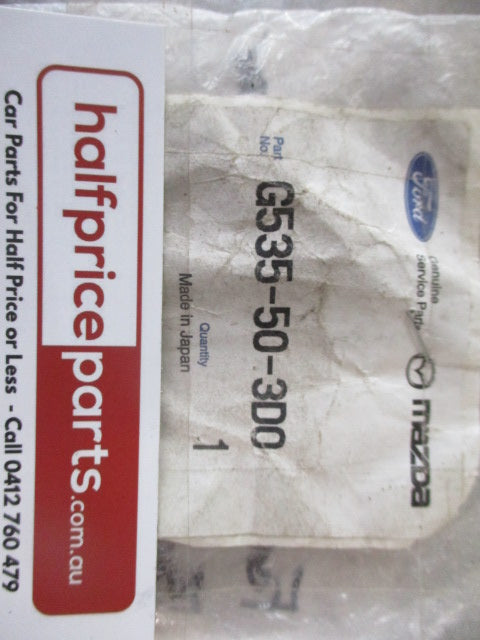 Ford
Genuine
Service Parts
mazda
Part
No.
G535-50-3D0
Quantity
1
Made in Japan
halfpriceparts.com.au
Car Parts For Half Price or Less - Call 0412 760 479